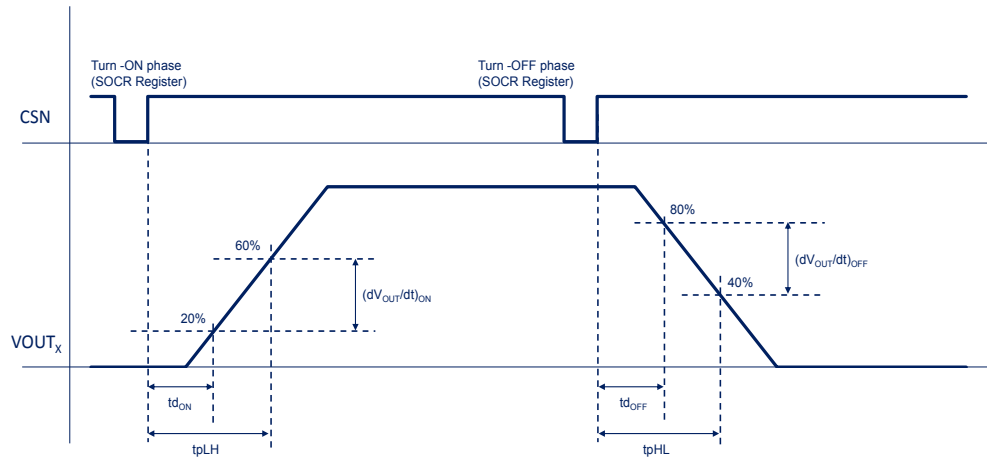 Turn -ON phase
(SOCR Register)
Turn -OFF phase
(SOCR Register)
CSN
80%
60%
(dVOUT/dt)OFF
(dVOUT/dt)ON
40%
20%
VOUTX
tdON
tdOFF
tpLH
tpHL